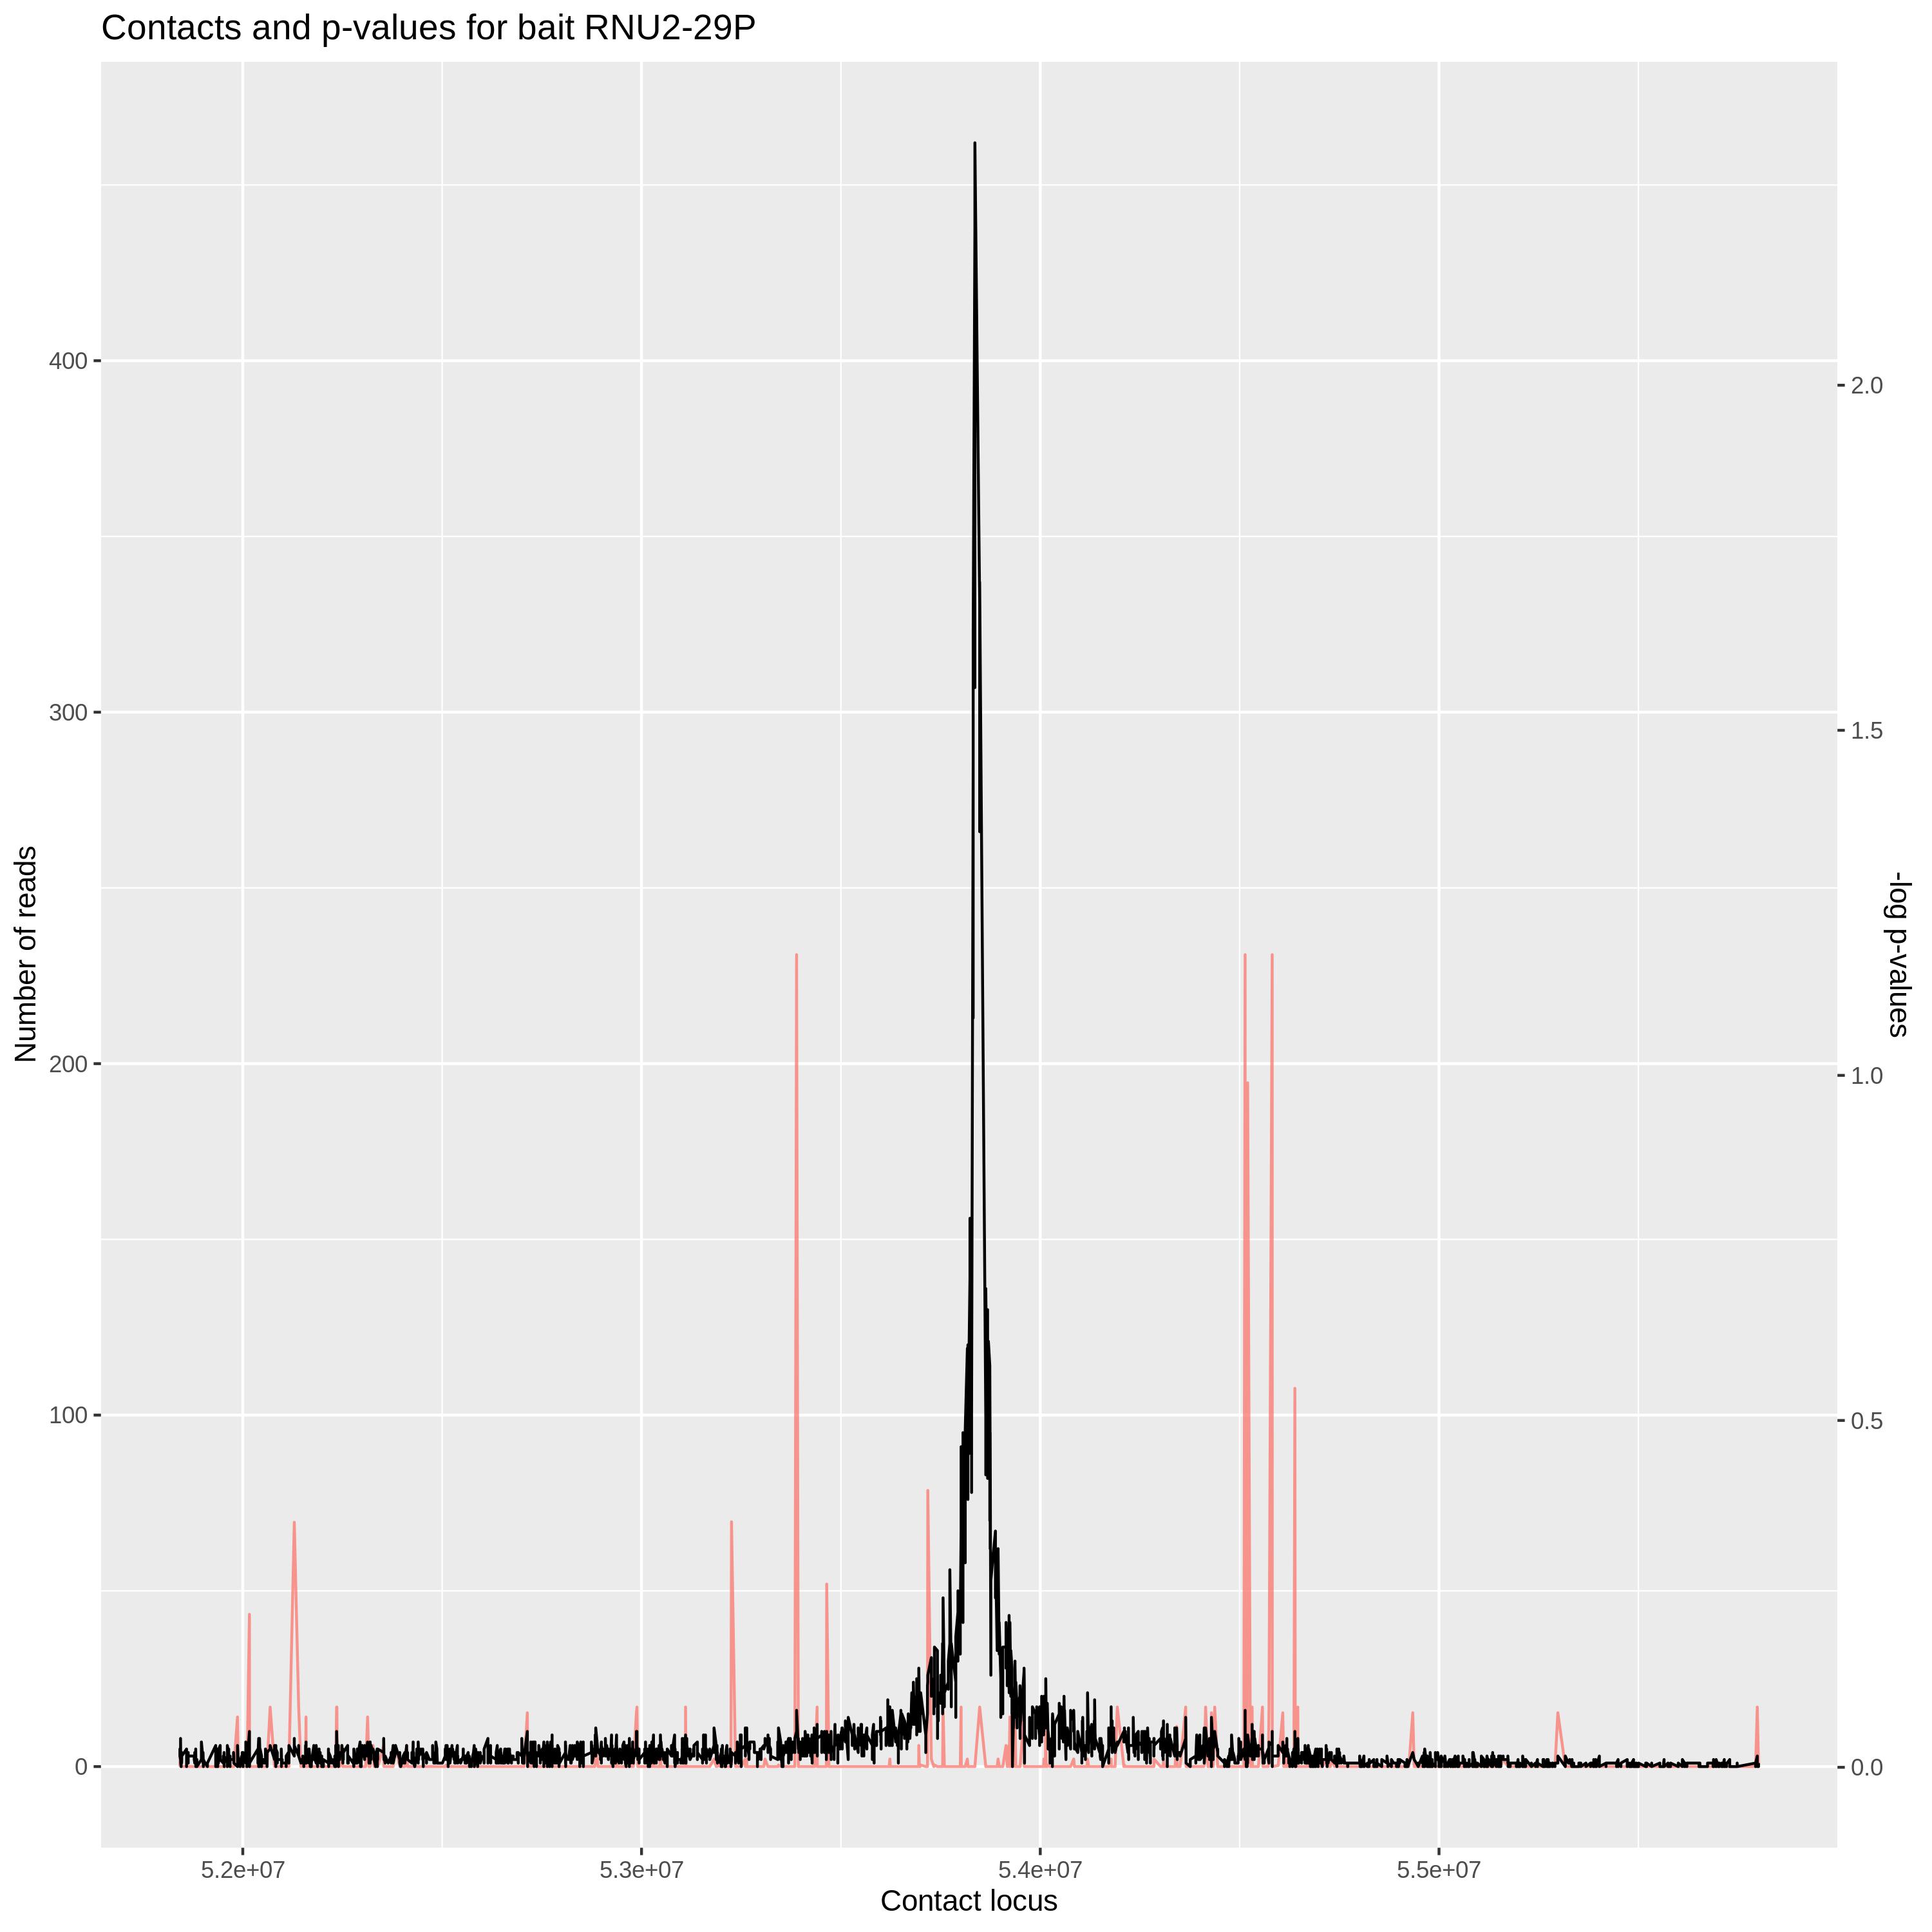 Contacts and p-values for bait RNU2-29P
400
300
200
100
0
Number of reads
2.0
1.5
1.0
0.5
0.0
-log p-values
5.2e+07
5.3e+07
5.4e+07
5.5e+07
Contact locus